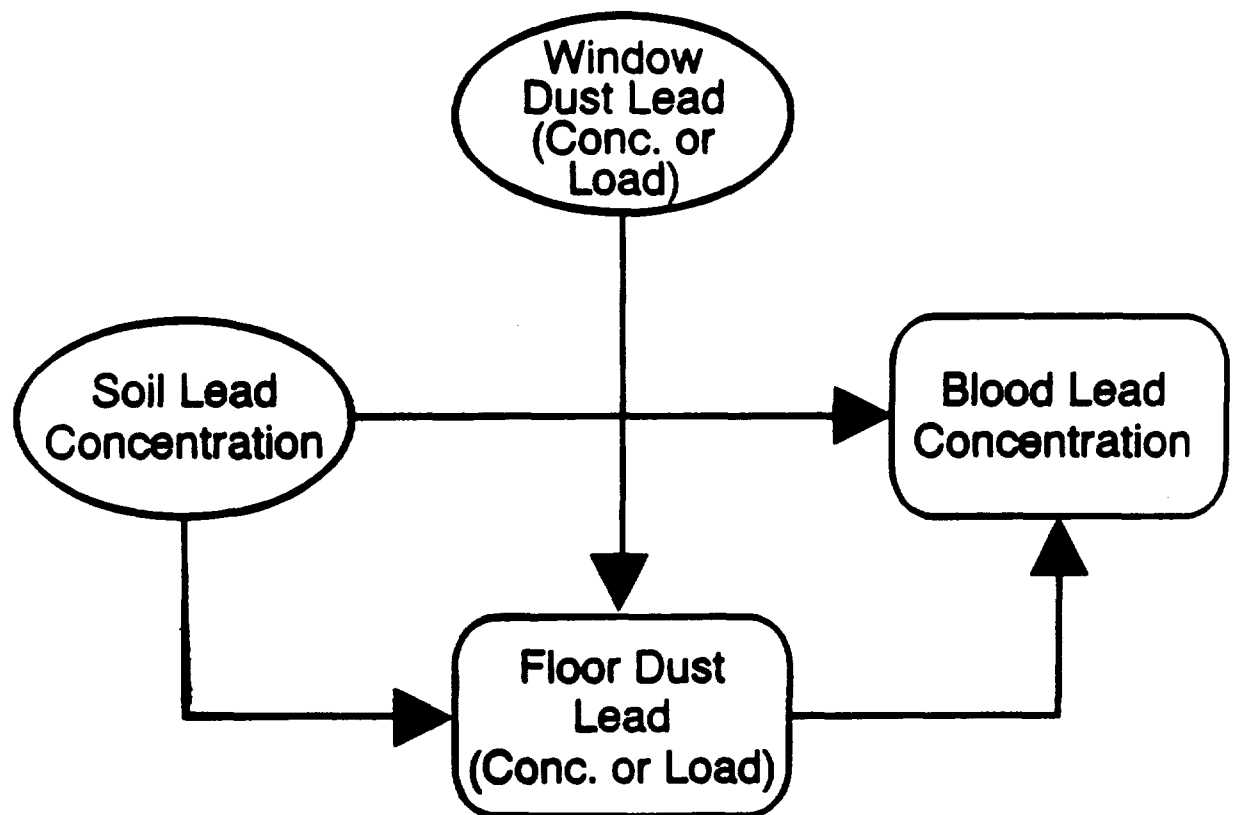 Window
Dust Lead
(Conc. or
Load)
Soil Lead
Concentration
Blood Lead
Concentration
Floor Dust
Lead
(Conc. or Load)